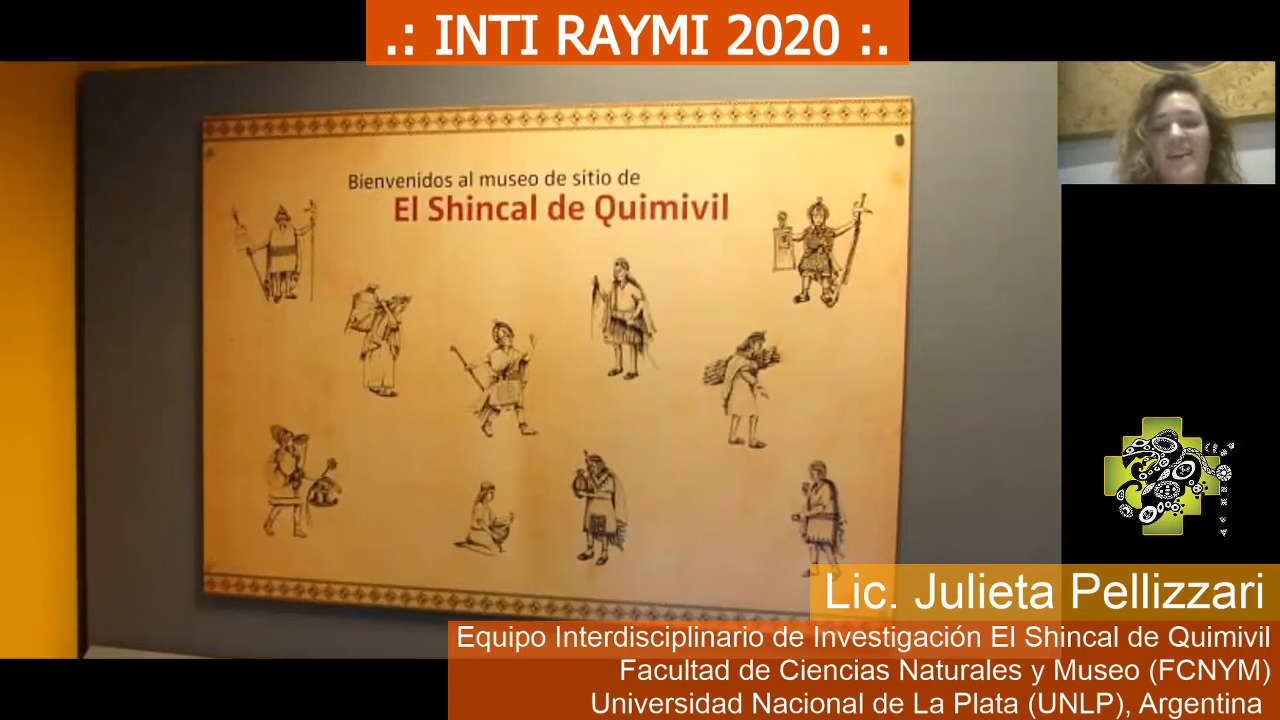 .: INTI RAYMI 2020 :.
Bienvenidos al museo de sitio de
El Shincal de Quimivil
Lic. Julieta Pellizzari
Equipo Interdisciplinario de Investigación El Shincal de Quimivil
Facultad de Ciencias Naturales y Museo (FCNYM)
Universidad Nacional de La Plata (UNLP), Argentina